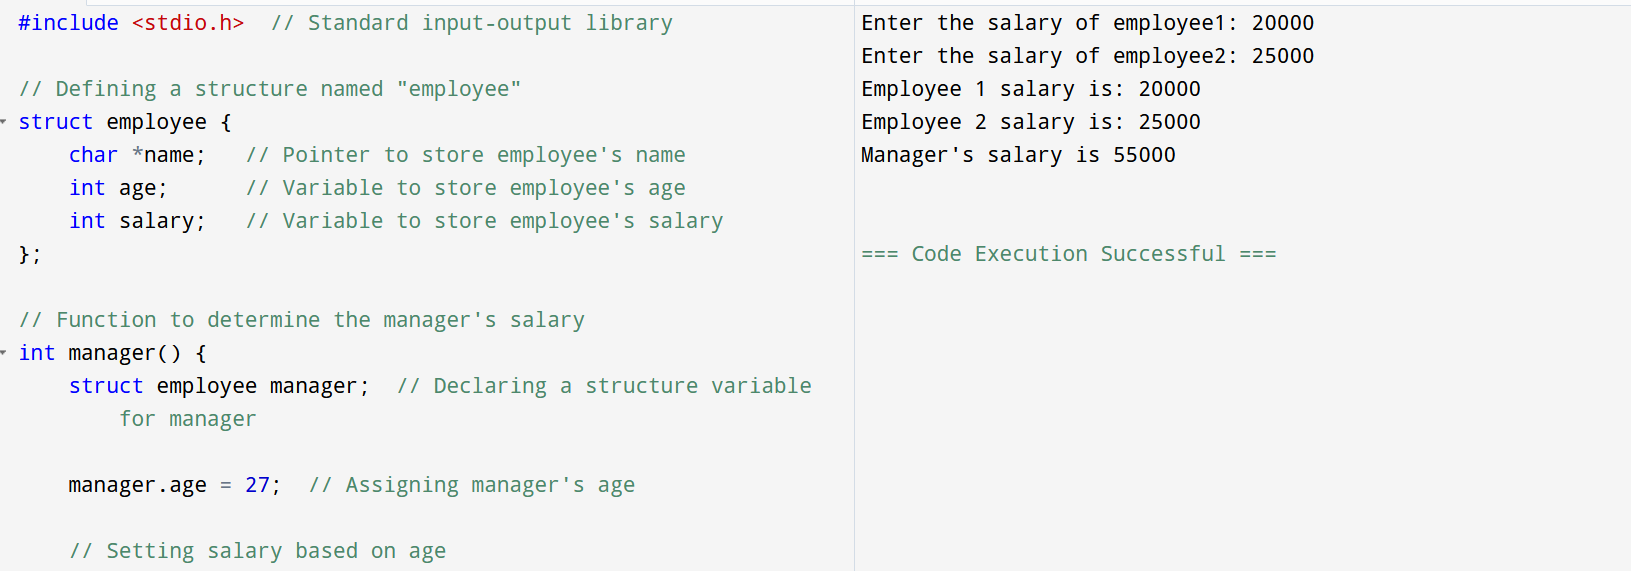 #include <stdio.h>  // Standard input-output library
// Defining a structure named "employee"
struct employee {
    char *name;   // Pointer to store employee's name
    int age;      // Variable to store employee's age
    int salary;   // Variable to store employee's salary
};
// Function to determine the manager's salary
int manager() {
    struct employee manager;  // Declaring a structure variable
        for manager
    manager.age = 27;  // Assigning manager's age
    // Setting salary based on age
Enter the salary of employee1: 20000
Enter the salary of employee2: 25000
Employee 1 salary is: 20000
Employee 2 salary is: 25000
Manager's salary is 55000
=== Code Execution Successful ===